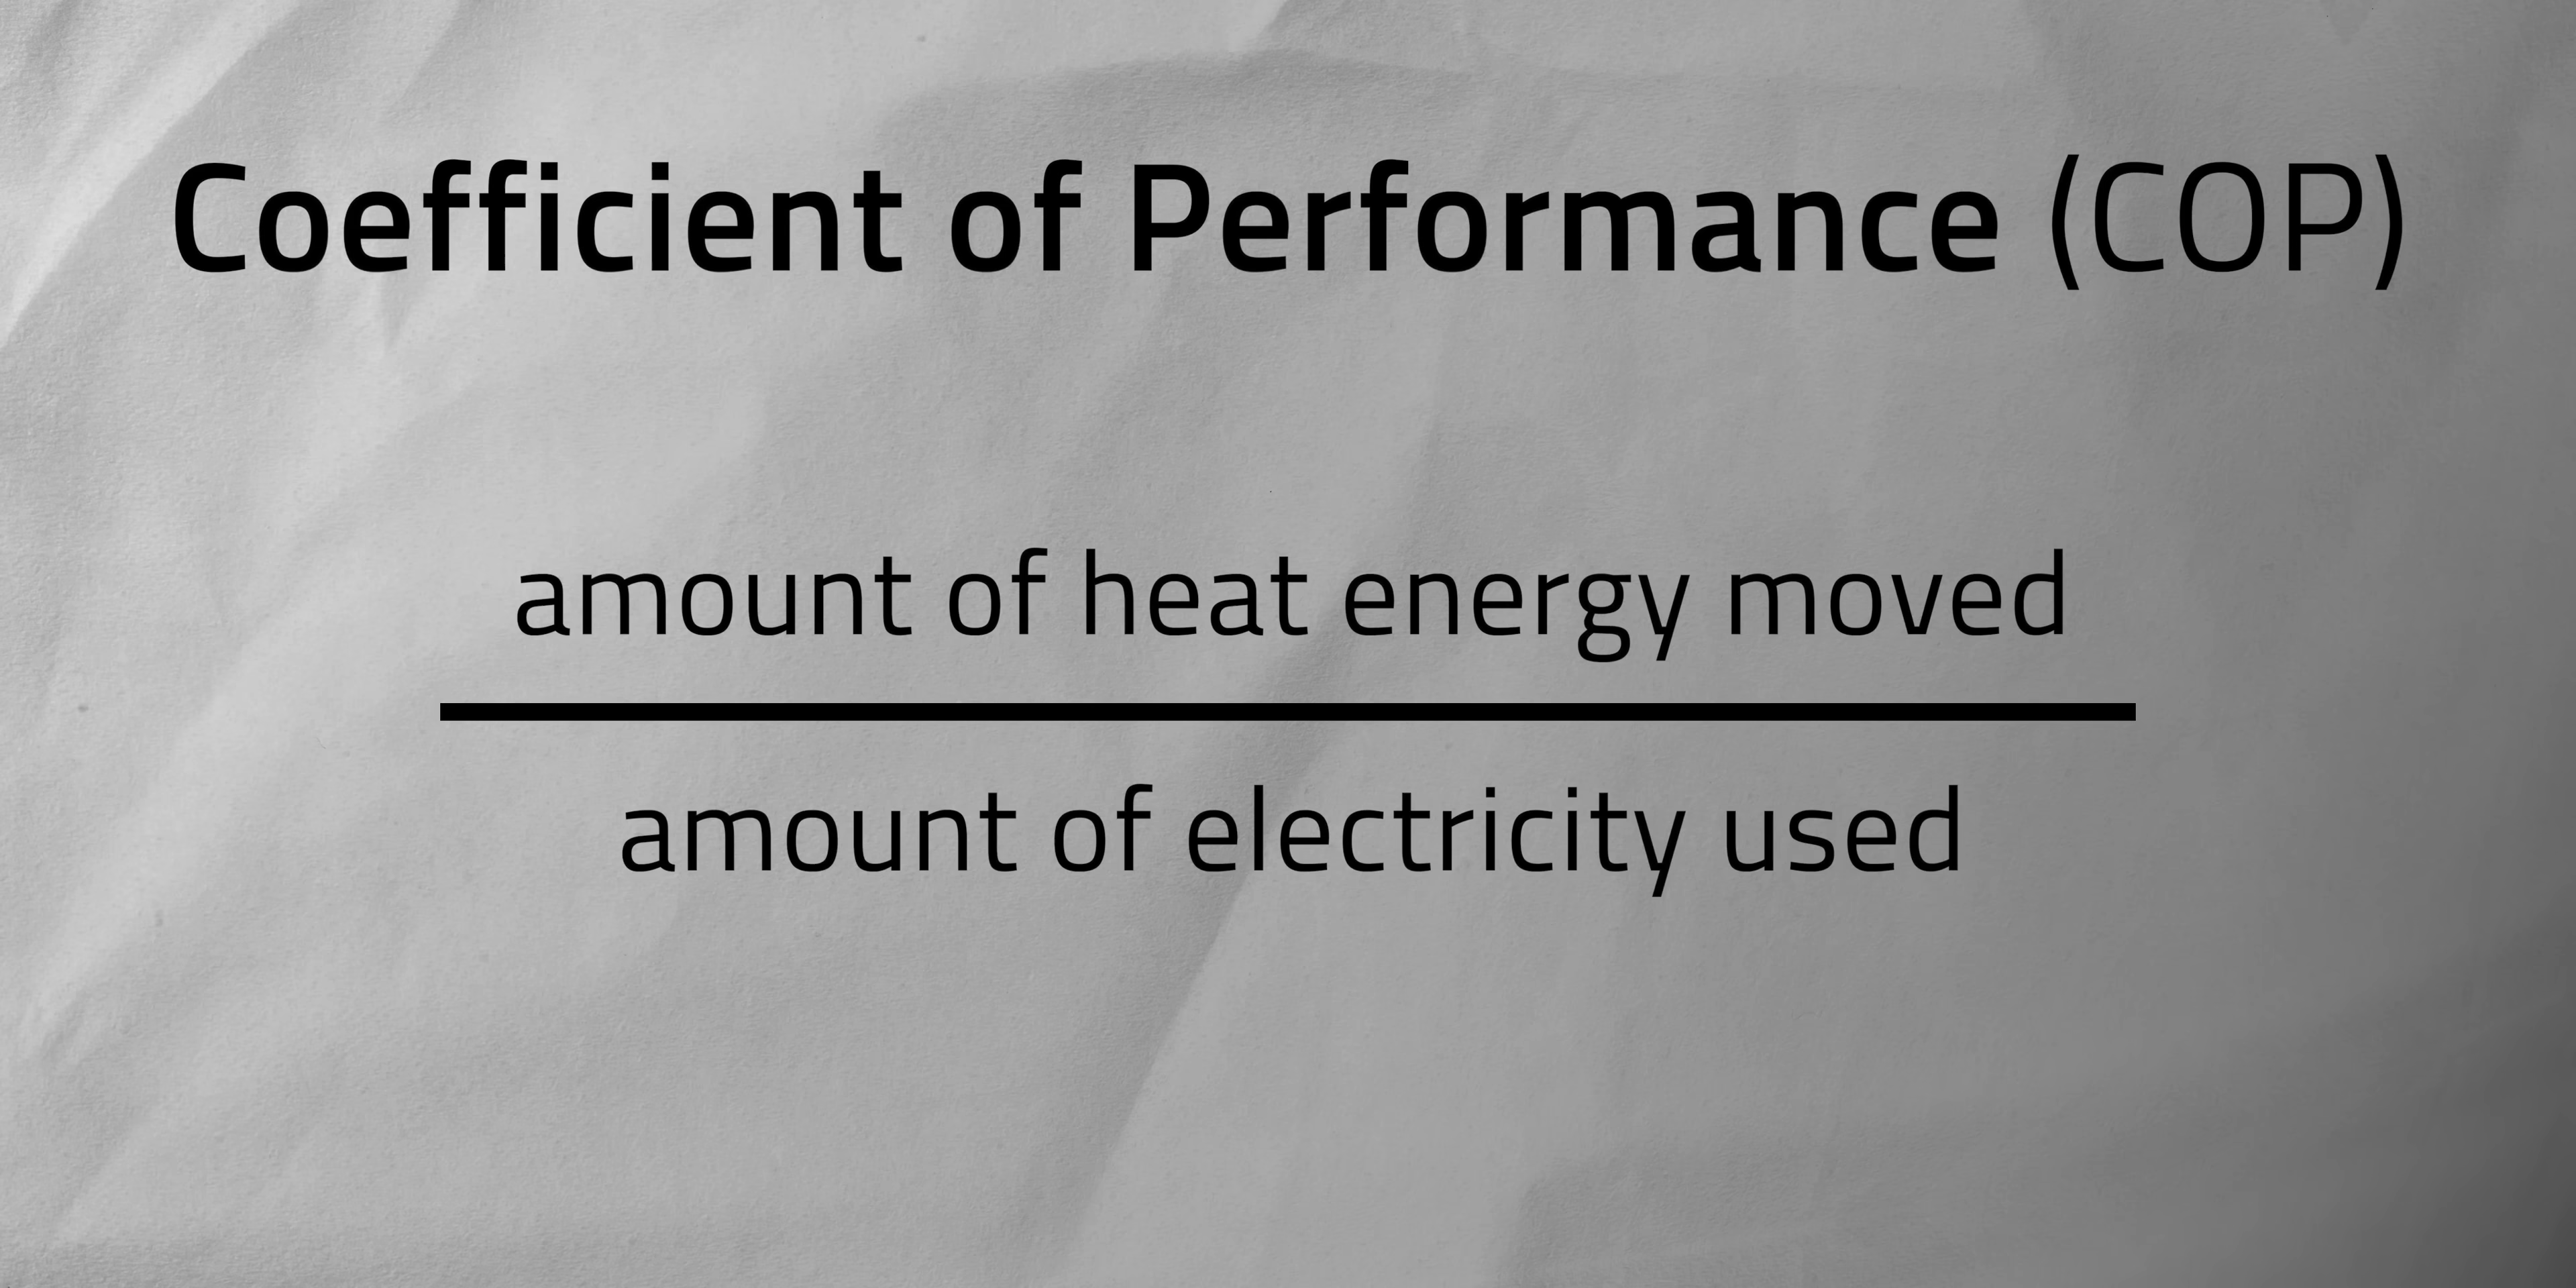 Coefficient of Performance (COP)
amount of heat energy moved
amount of electricity used